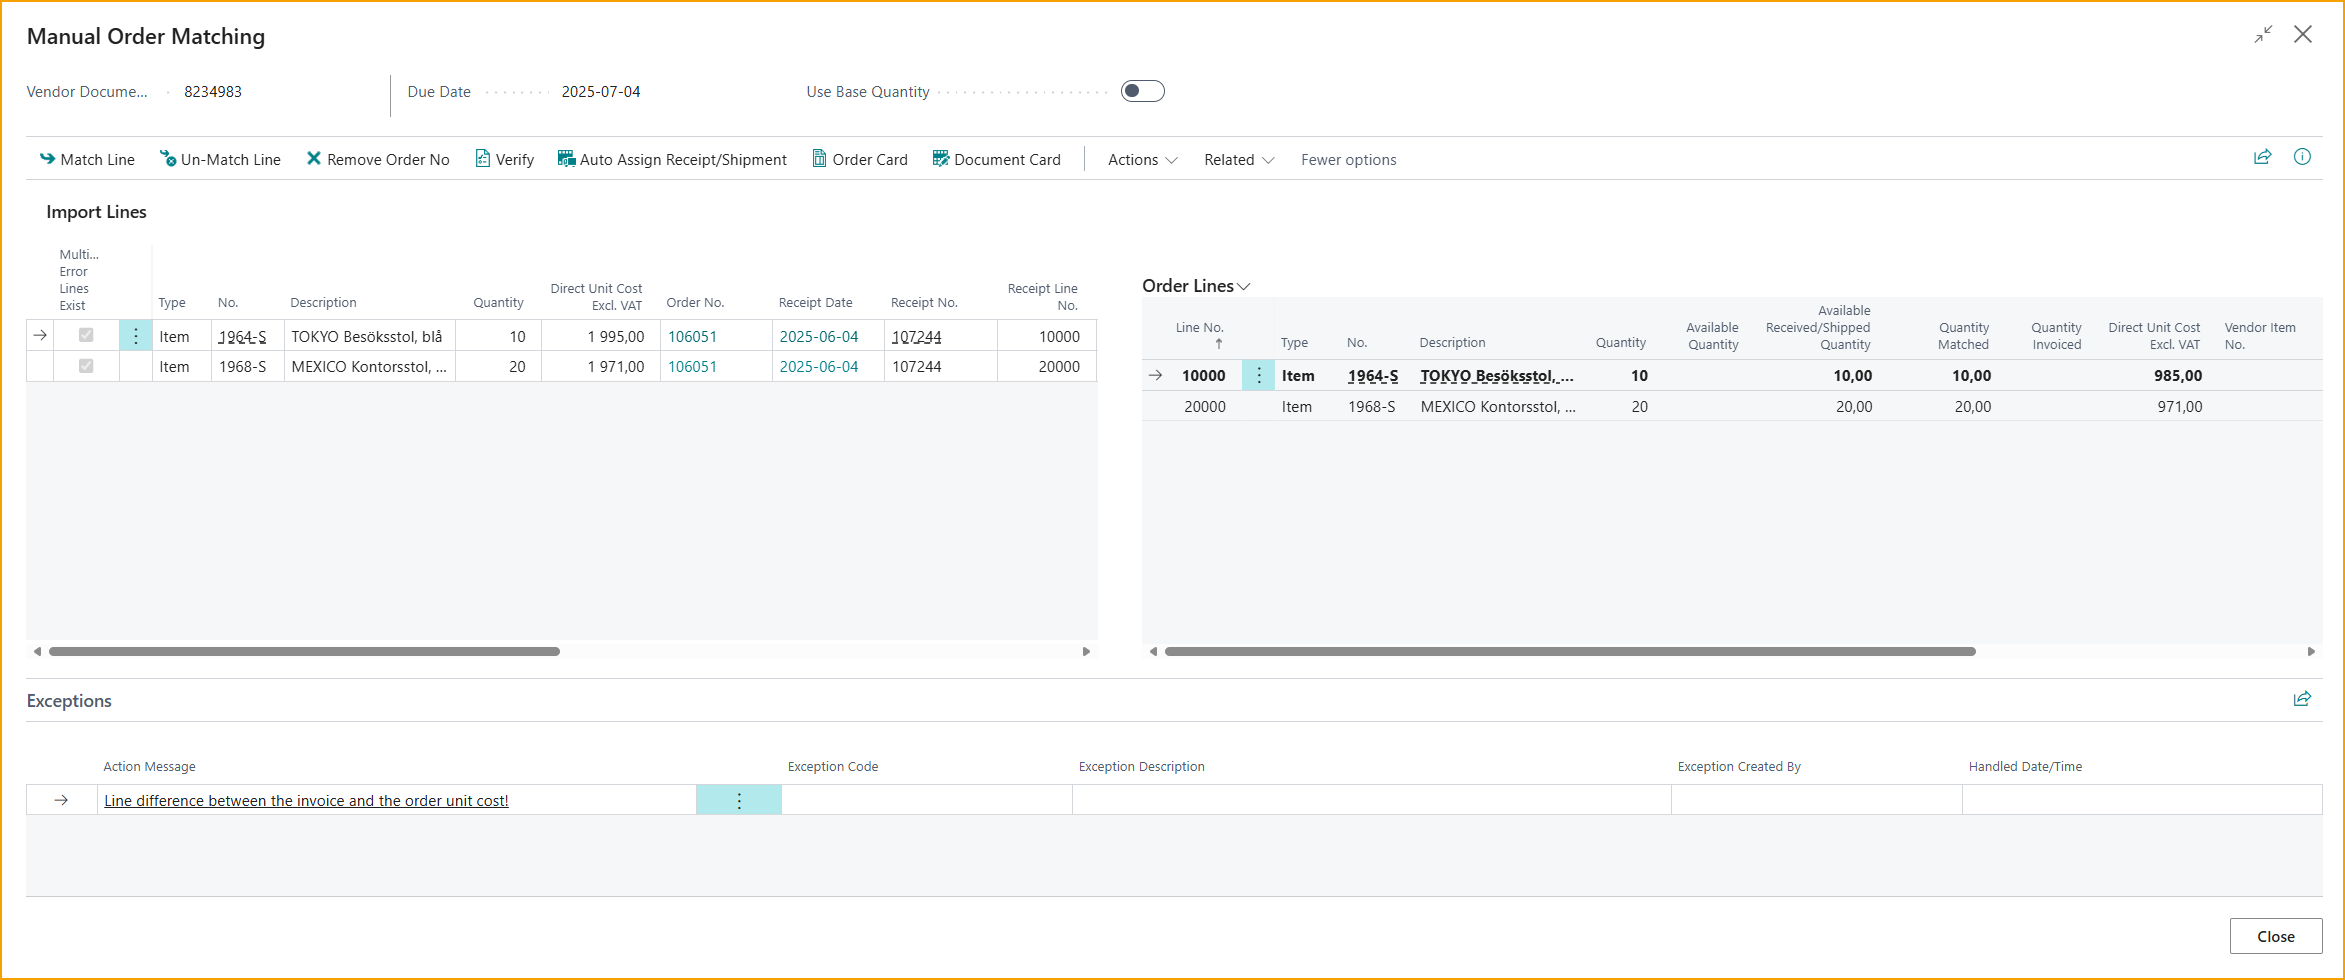 Manual Order Matching
Vendor Docume... 8234983 Due Date 2025-07-04 Use Base Quantity
Match Line Un-Match Line Remove Order No Verify Auto Assign Receipt/Shipment Order Card Document Card Actions Related Fewer options
Import Lines
Multi... Error Lines Exist Type No. Description Quantity Direct Unit Cost Excl. VAT Order No. Receipt Date Receipt No. Receipt Line No.
Item 1964-S TOKYO Besöksstol, blå 10 1 995,00 106051 2025-06-04 107244 10000
Item 1968-S MEXICO Kontorsstol, ... 20 1 971,00 106051 2025-06-04 107244 20000
Order Lines
Line No. Type No. Description Quantity Available Quantity Available Received/Shipped Quantity Quantity Matched Quantity Invoiced Direct Unit Cost Excl. VAT Vendor Item No.
10000 Item 1964-S TOKYO Besöksstol, ... 10 10,00 10,00 985,00
20000 Item 1968-S MEXICO Kontorsstol, ... 20 20,00 20,00 971,00
Exceptions
Action Message Exception Code Exception Description Exception Created By Handled Date/Time
Line difference between the invoice and the order unit cost!
Close